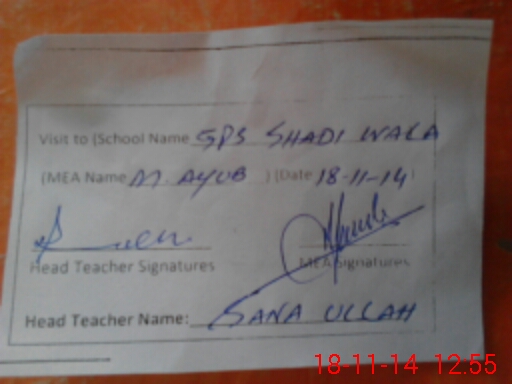 Visit to (School Name GPS SHADI WALA
(MEA Name M. AYUB ) (Date 18-11-14)
Head Teacher Signatures MEA Signatures
Head Teacher Name: SANA ULLAH
18-11-14 12:55